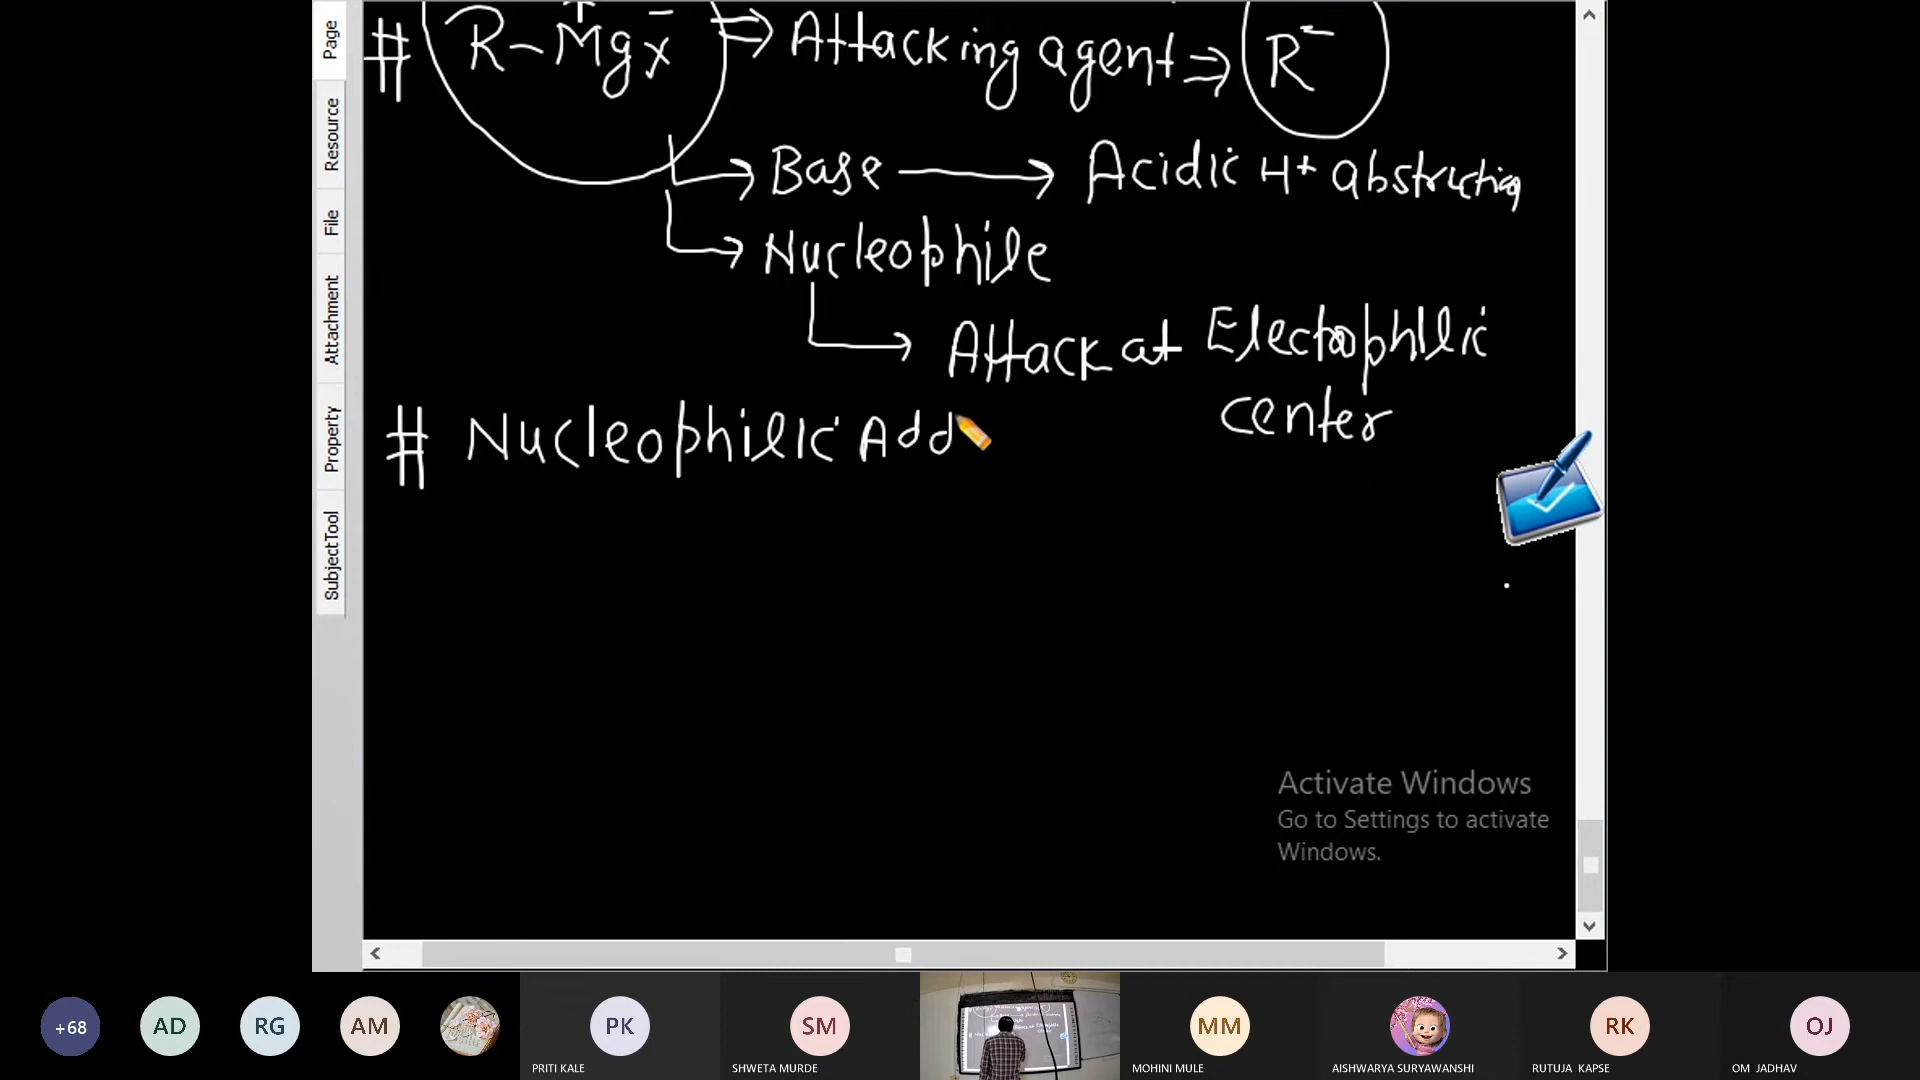 Page
Resource
File
Attachment
Property
SubjectTool
# R-Mgx + - ⇒ Attacking agent ⇒ R-
→ Base → Acidic H+ abstraction
→ Nucleophile
→ Attack at Electrophilic
center
# Nucleophilic Add
Activate Windows
Go to Settings to activate
Windows.
+68
AD
RG
AM
PK
PRITI KALE
SM
SHWETA MURDE
MM
MOHINI MULE
AISHWARYA SURYAWANSHI
RK
RUTUJA KAPSE
OJ
OM JADHAV